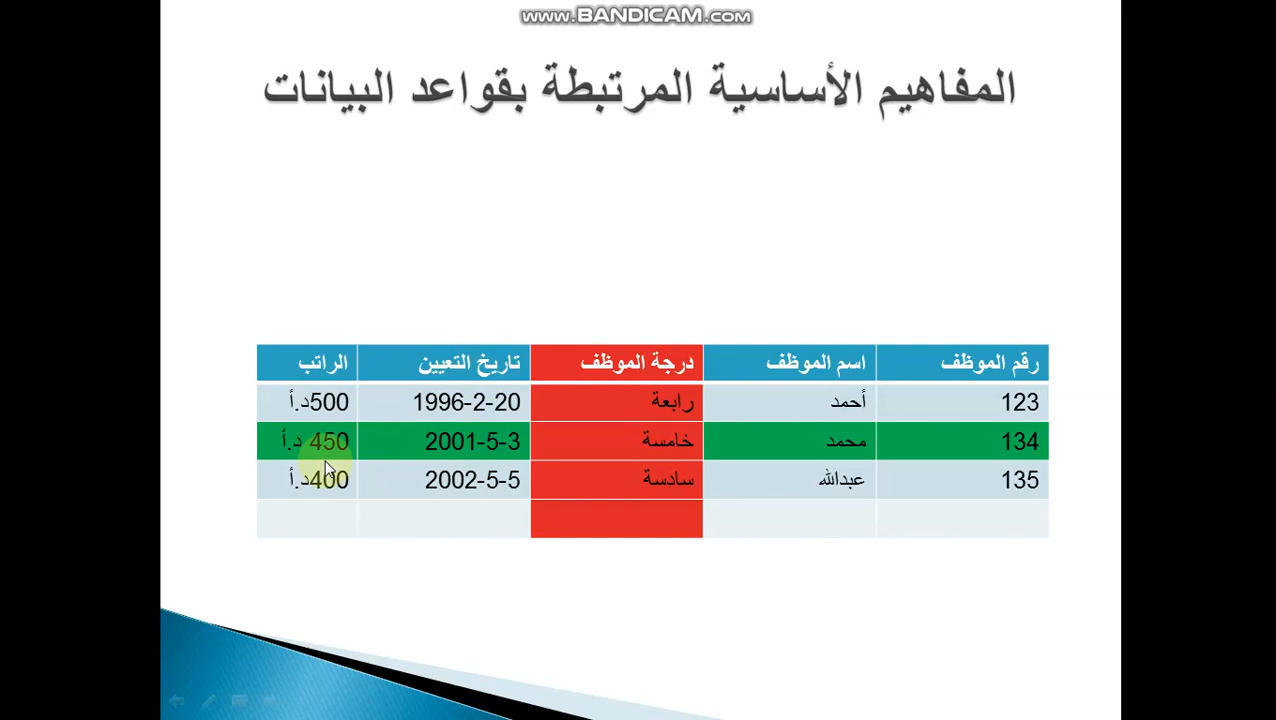 www.BANDICAM.com
المفاهيم الأساسية المرتبطة بقواعد البيانات
رقم الموظف اسم الموظف درجة الموظف تاريخ التعيين الراتب
123 أحمد رابعة 1996-2-20 500د.أ
134 محمد خامسة 2001-5-3 450 د.أ
135 عبدالله سادسة 2002-5-5 400د.أ